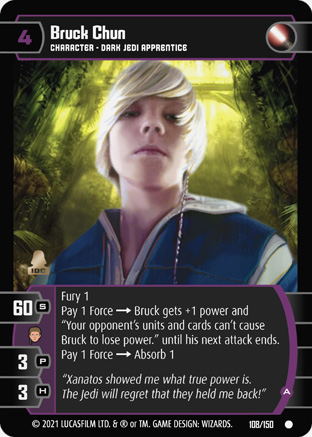 4
Bruck Chun
CHARACTER - DARK JEDI APPRENTICE
60 S
3 P
3 H
Fury 1
Pay 1 Force → Bruck gets +1 power and
"Your opponent's units and cards can't cause
Bruck to lose power." until his next attack ends.
Pay 1 Force → Absorb 1
"Xanatos showed me what true power is.
The Jedi will regret that they held me back!"
A
© 2021 LUCASFILM LTD. & ® or TM. GAME DESIGN: WIZARDS.
108/150